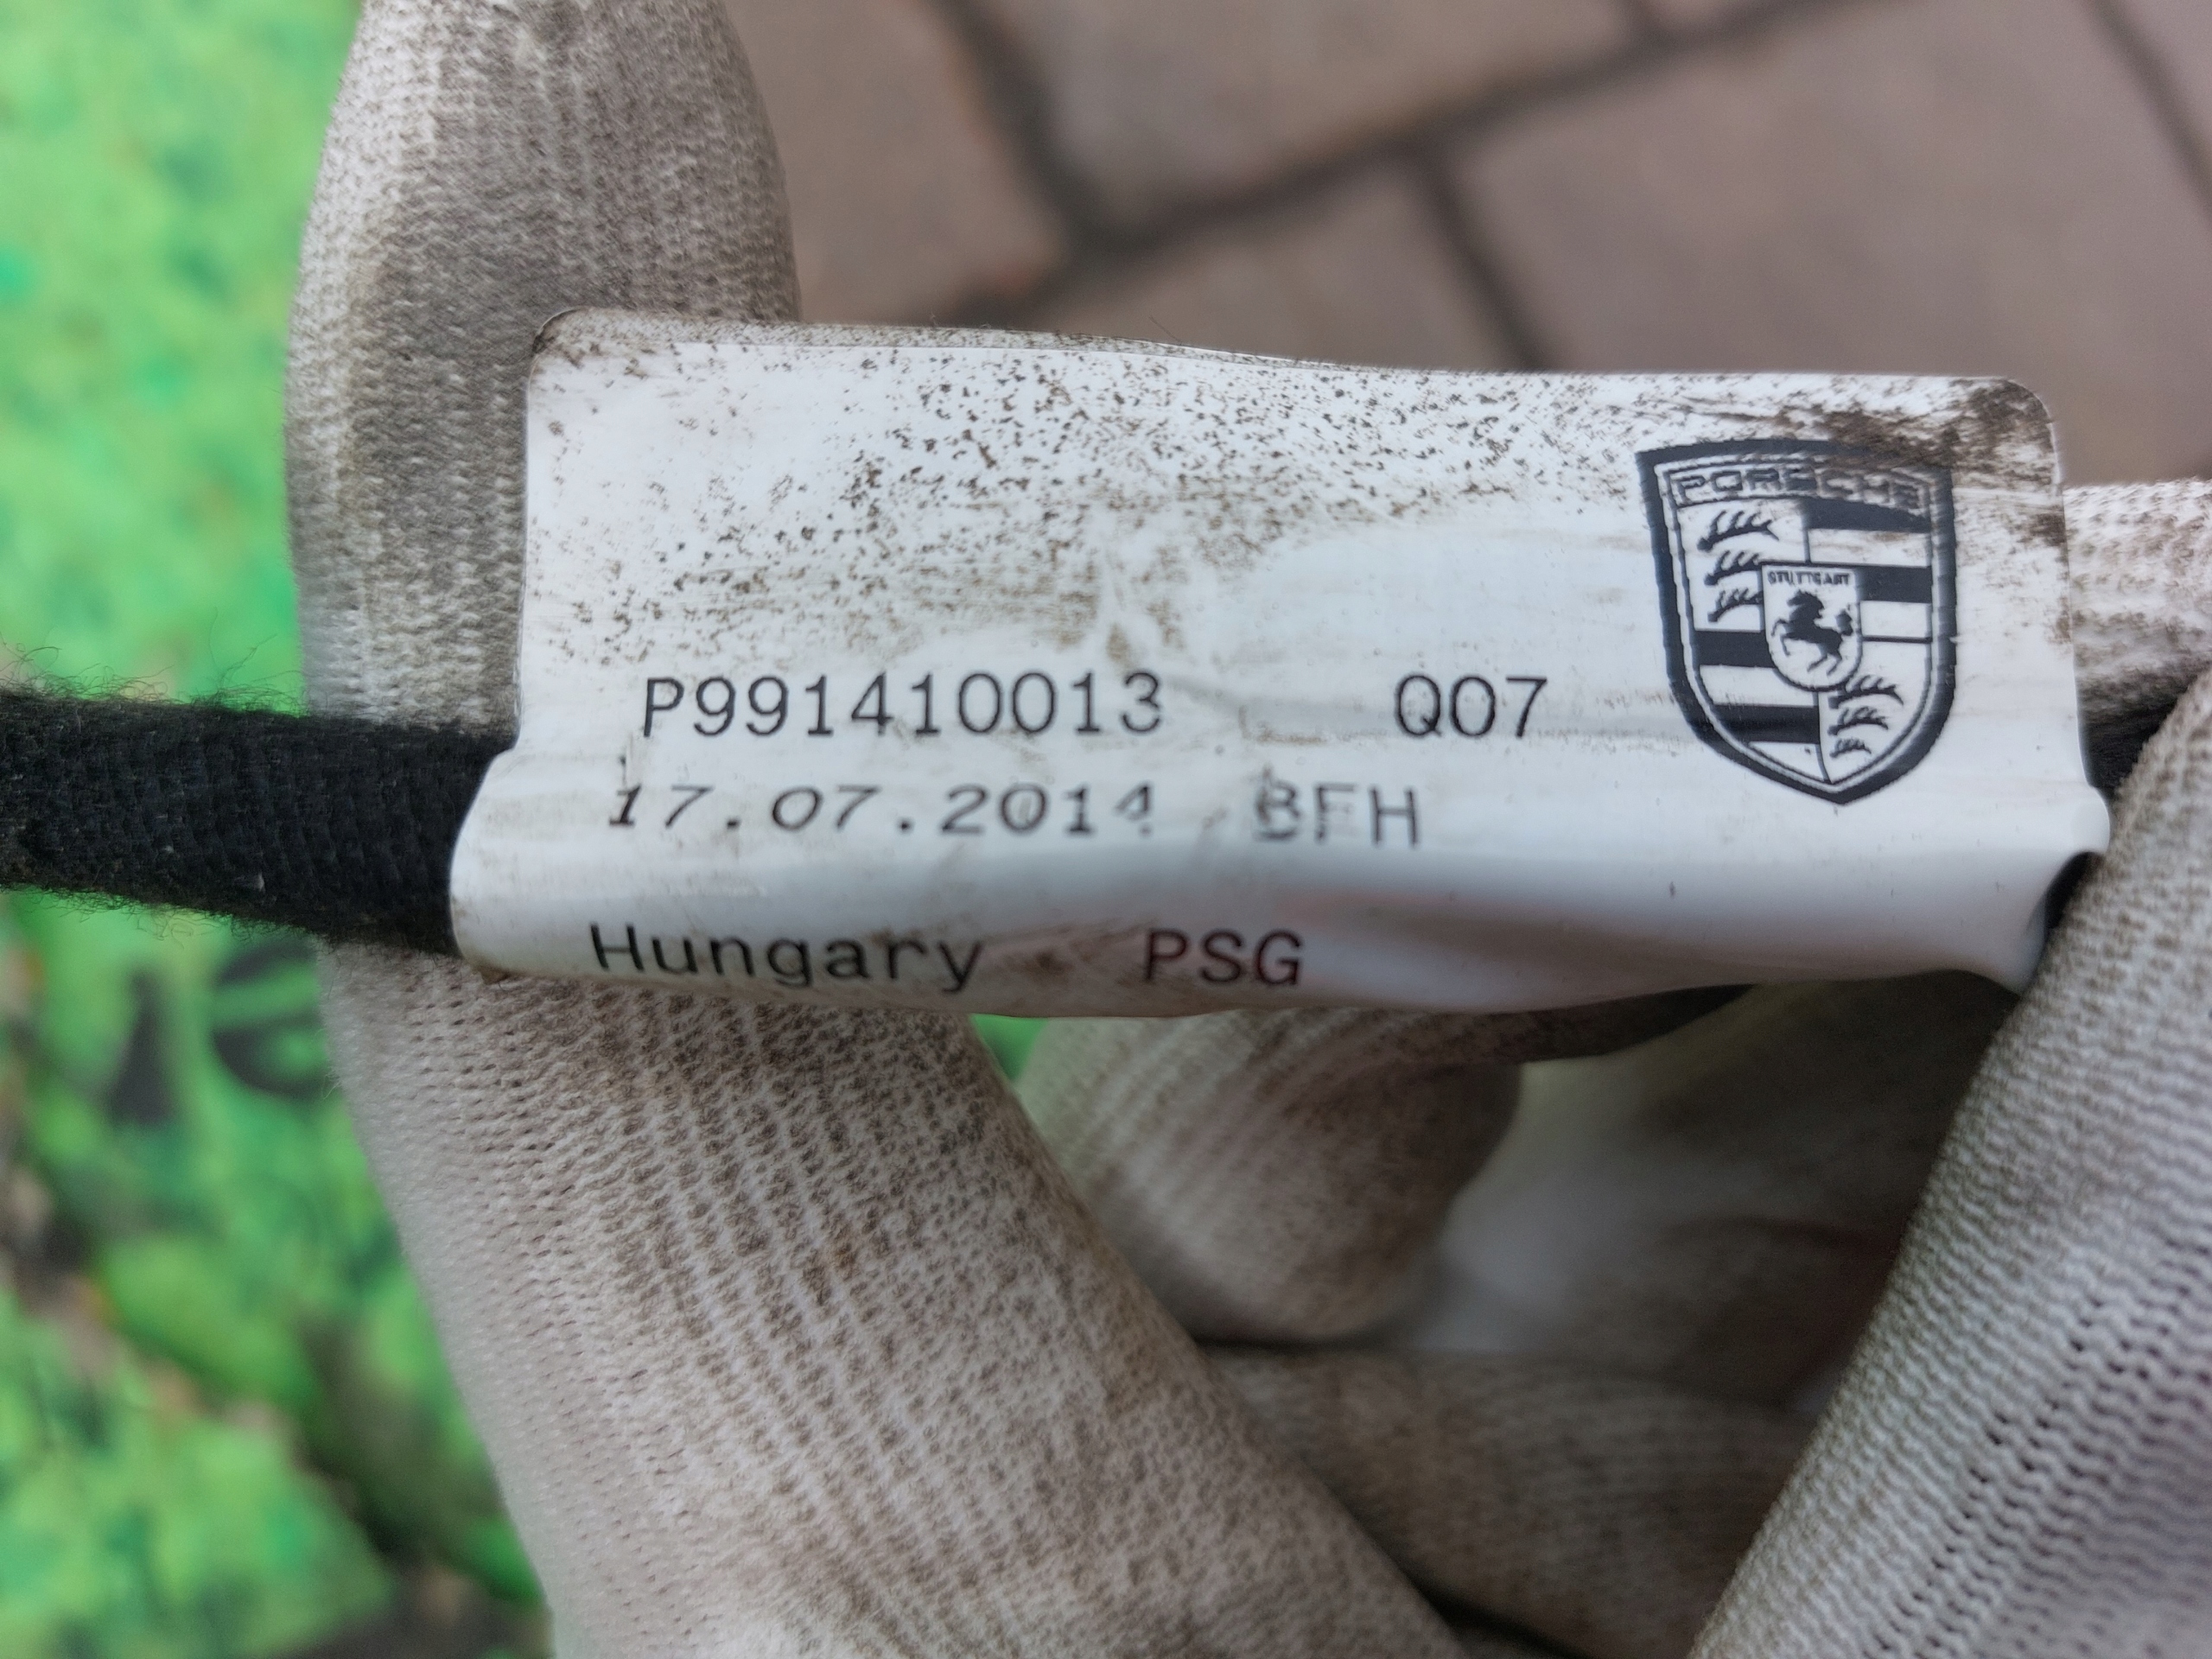 PORSCHE
STUTTGART
P991410013 Q07
17.07.2014 BFH
Hungary PSG